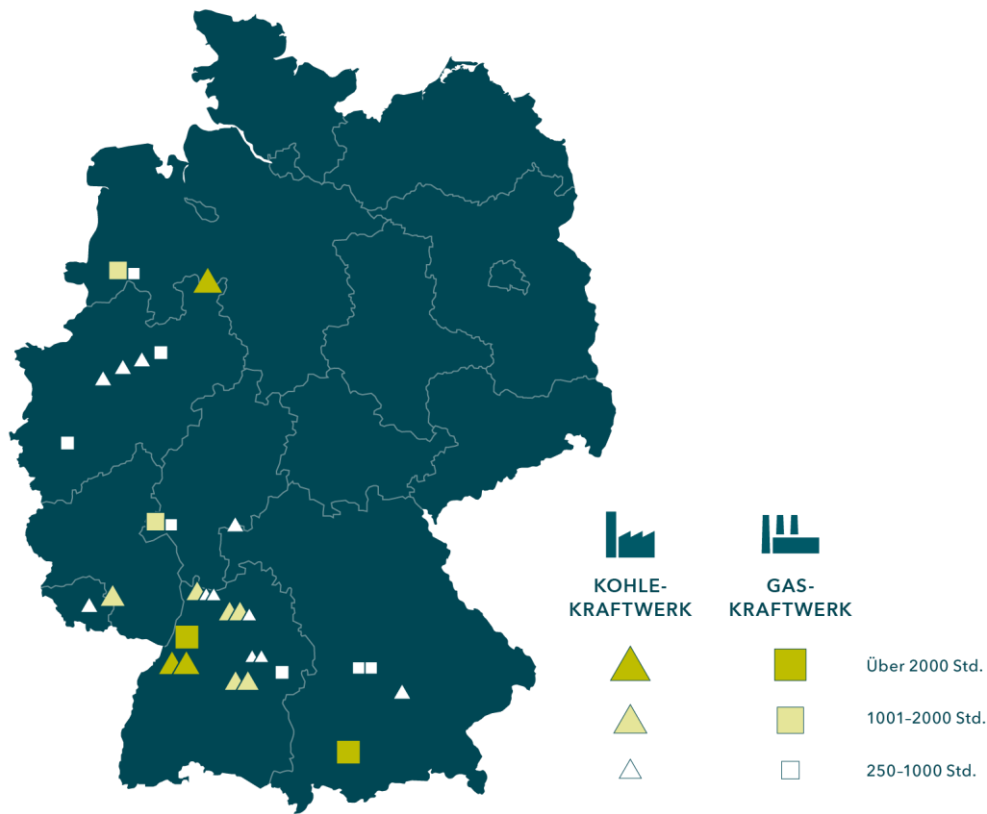 KOHLE-
KRAFTWERK
GAS-
KRAFTWERK
Über 2000 Std.
1001–2000 Std.
250–1000 Std.